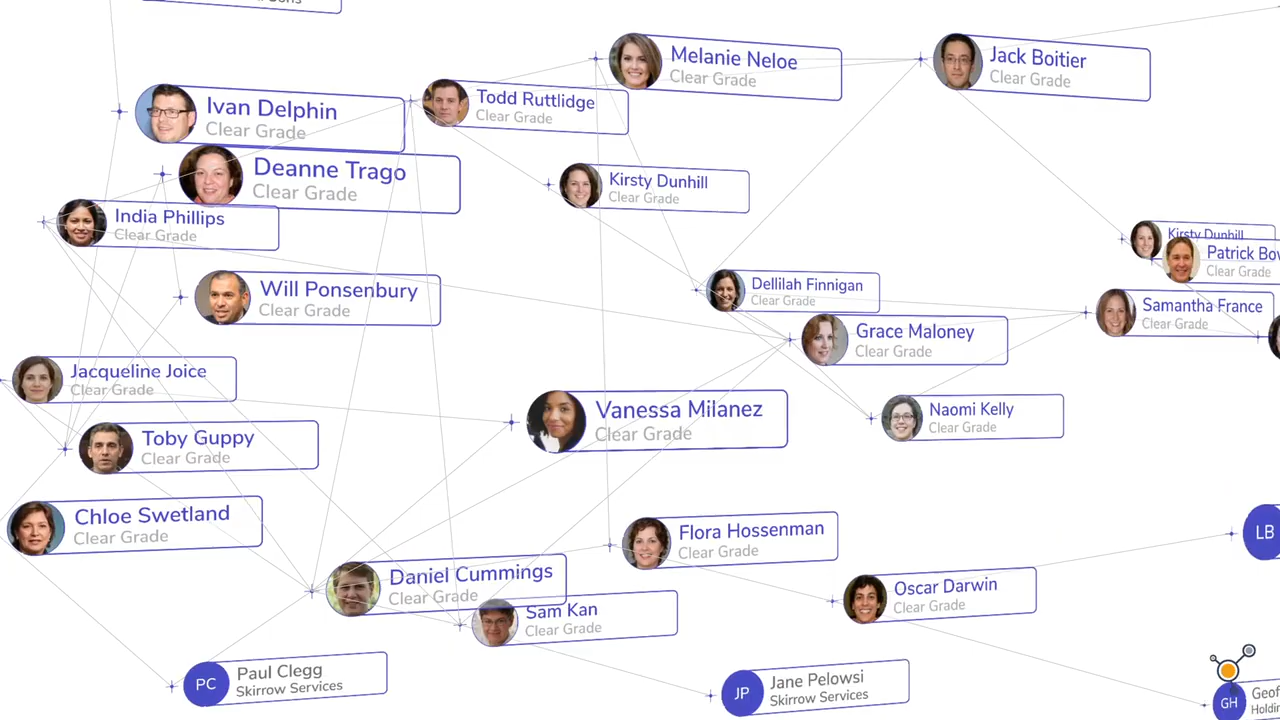 Melanie Neloe
Clear Grade
Jack Boitier
Clear Grade
Ivan Delphin
Clear Grade
Todd Ruttlidge
Clear Grade
Deanne Trago
Clear Grade
Kirsty Dunhill
Clear Grade
India Phillips
Clear Grade
Kirsty Dunhill
Patrick
Clear Grade
Will Ponsenbury
Clear Grade
Dellilah Finnigan
Clear Grade
Samantha France
Clear Grade
Grace Maloney
Clear Grade
Jacqueline Joice
Clear Grade
Vanessa Milanez
Clear Grade
Naomi Kelly
Clear Grade
Toby Guppy
Clear Grade
Chloe Swetland
Clear Grade
Flora Hossenman
Clear Grade
LB
Daniel Cummings
Clear Grade
Oscar Darwin
Clear Grade
Sam Kan
Clear Grade
PC
Paul Clegg
Skirrow Services
JP
Jane Pelowsi
Skirrow Services
GH